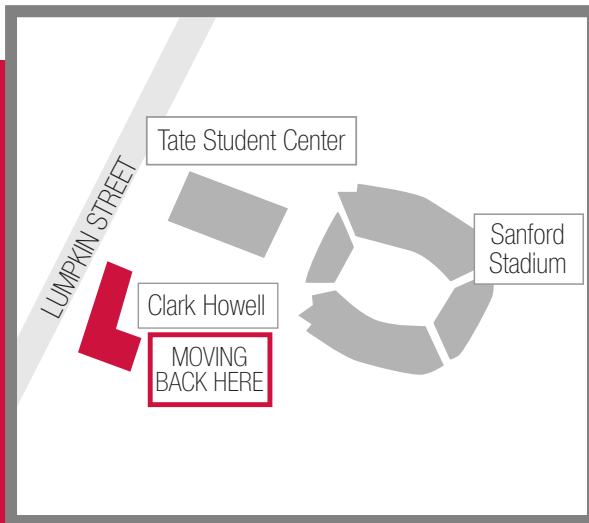 Tate Student Center
LUMPKIN STREET
Sanford
Stadium
Clark Howell
MOVING
BACK HERE